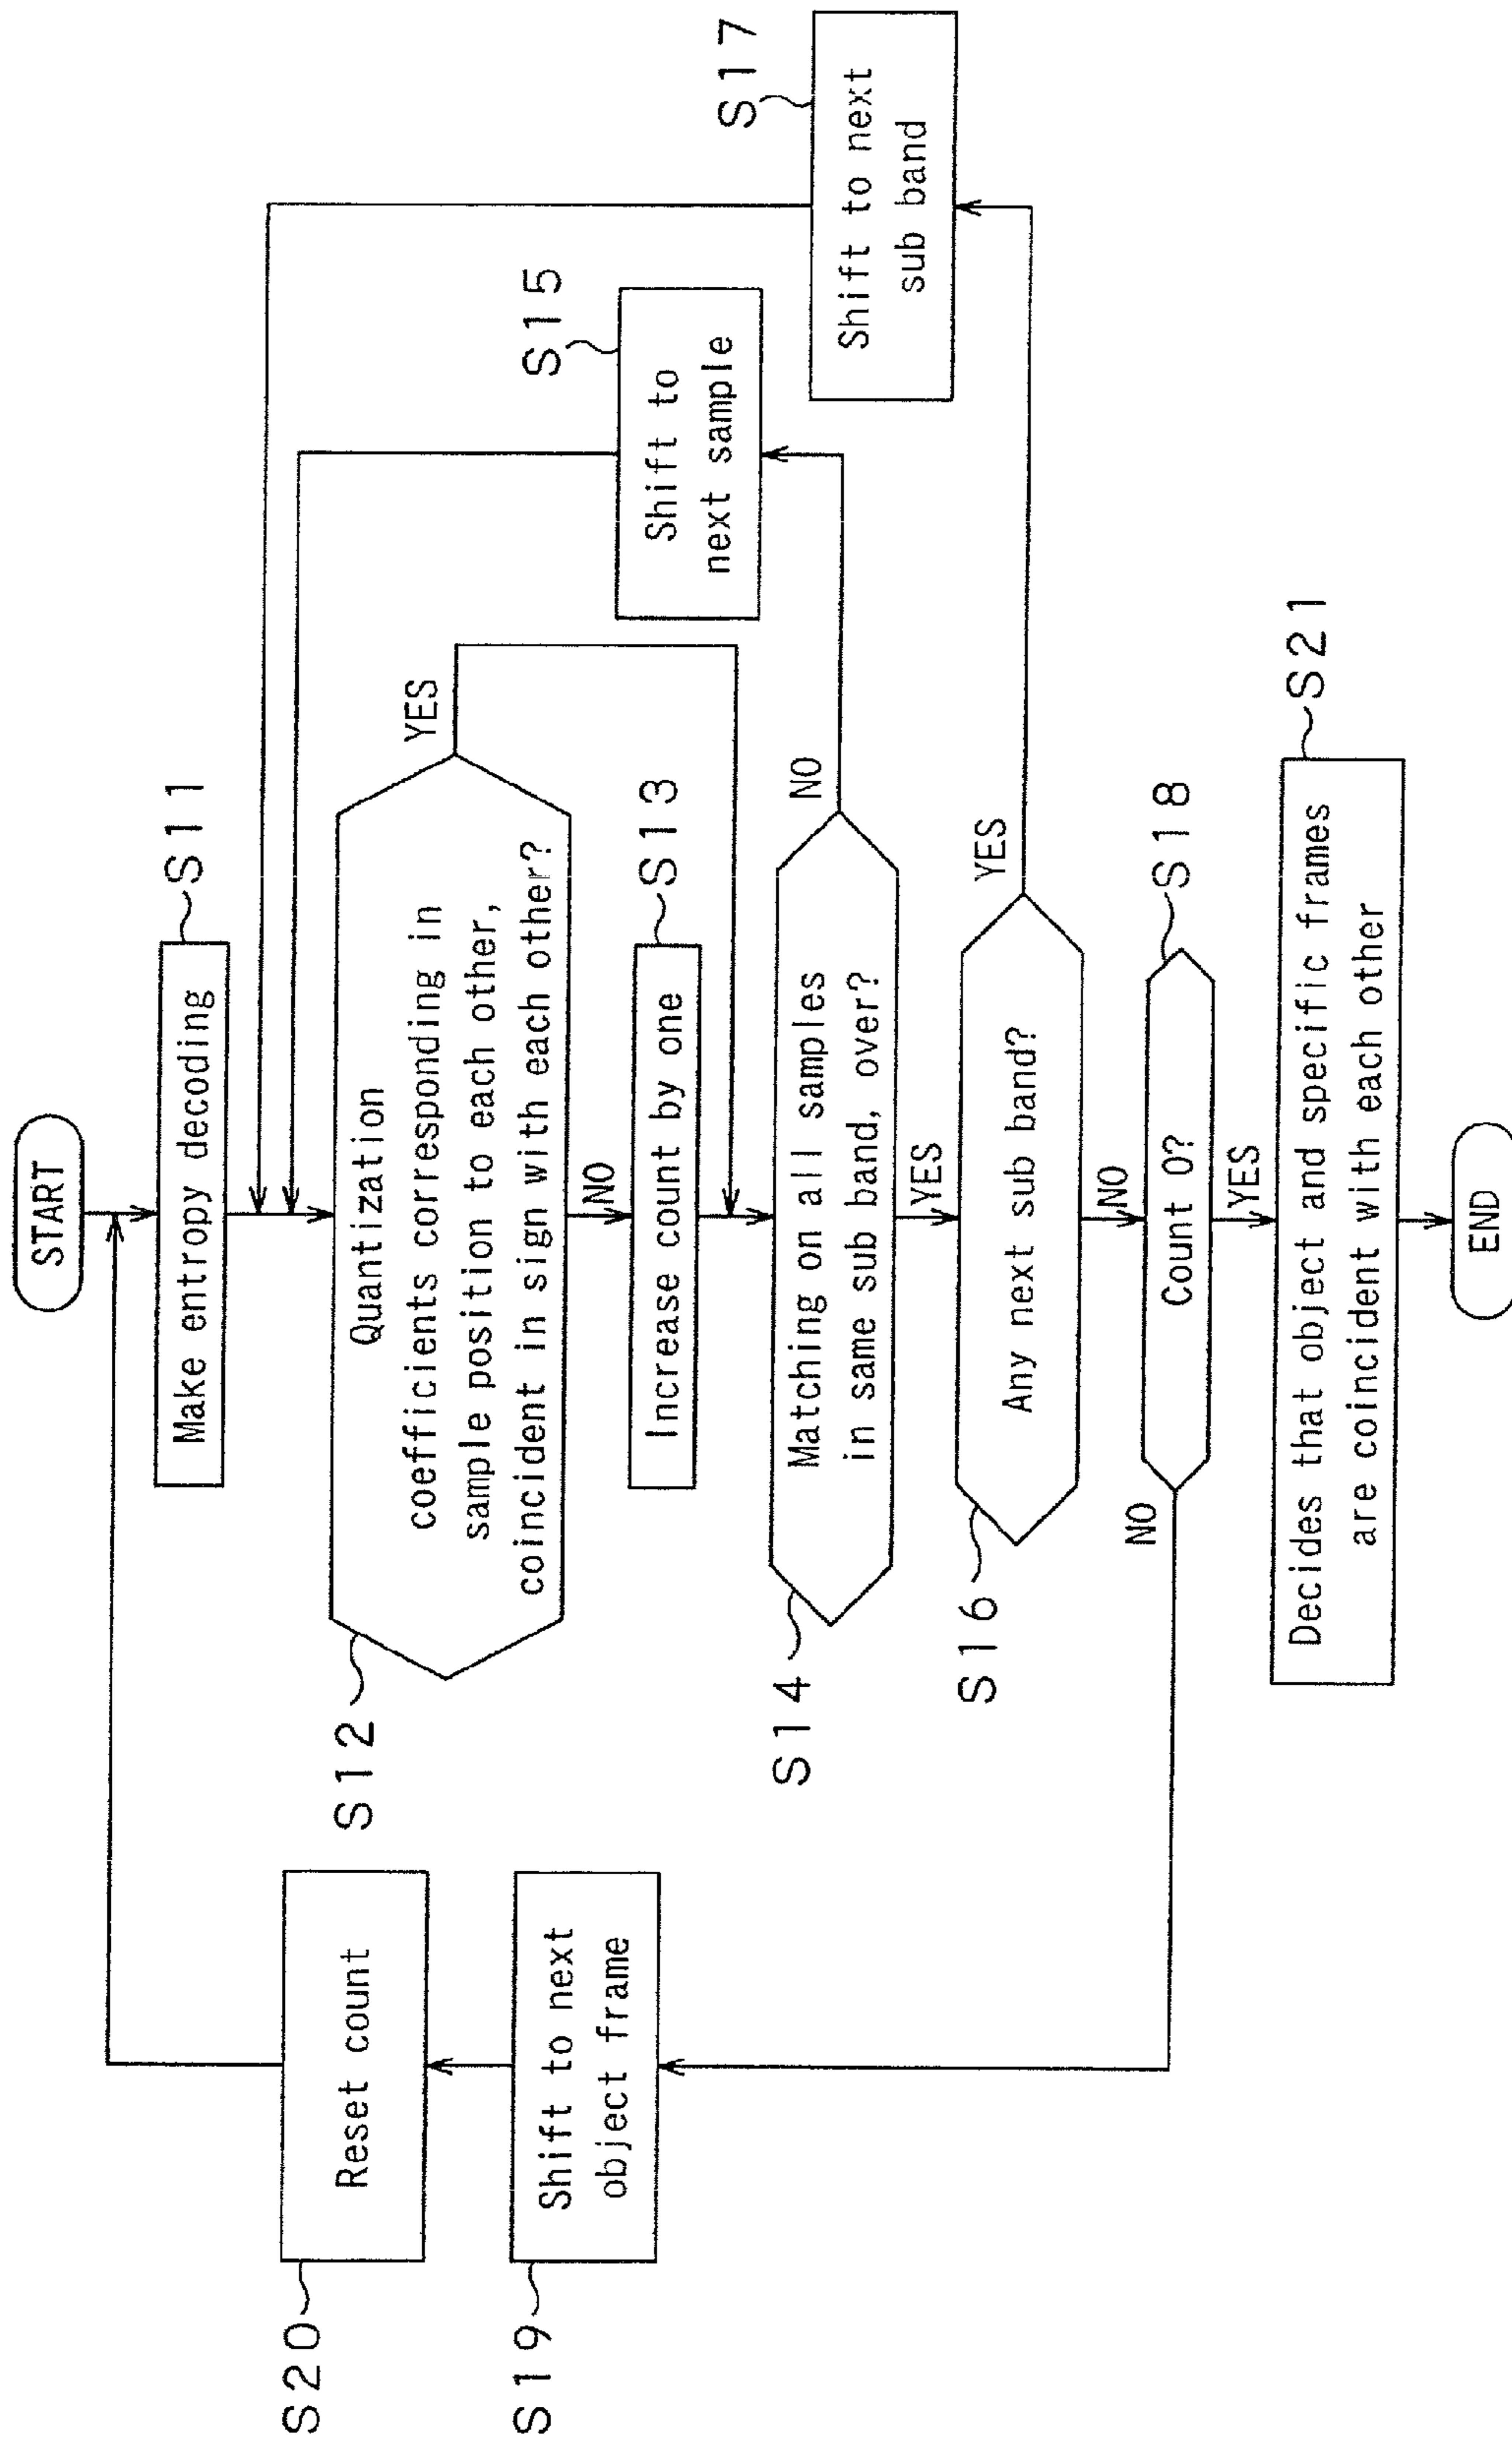 START
Make entropy decoding
S11
Quantization
coefficients corresponding in
sample position to each other,
coincident in sign with each other?
S12
YES
NO
Increase count by one
S13
Matching on all samples
in same sub band, over?
S14
NO
YES
Shift to
next sample
S15
Any next sub band?
S16
YES
NO
Shift to next
sub band
S17
Count 0?
S18
NO
YES
Shift to next
object frame
S19
Reset count
S20
Decides that object and specific frames
are coincident with each other
S21
END